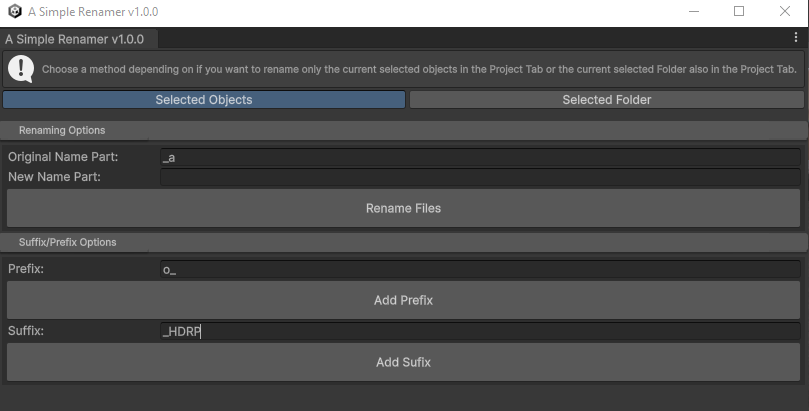 A Simple Renamer v1.0.0
A Simple Renamer v1.0.0
Choose a method depending on if you want to rename only the current selected objects in the Project Tab or the current selected Folder also in the Project Tab.
Selected Objects
Selected Folder
Renaming Options
Original Name Part: _a
New Name Part:
Rename Files
Suffix/Prefix Options
Prefix: o_
Add Prefix
Suffix: _HDRP
Add Sufix